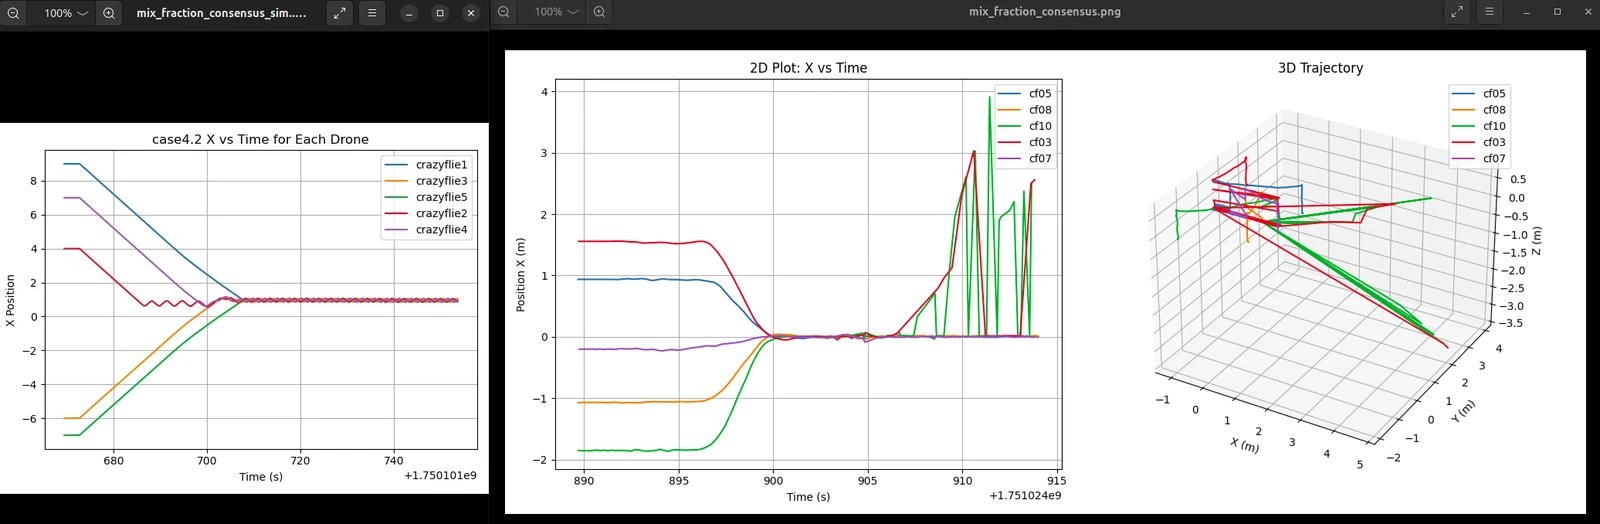 100%
mix_fraction_consensus_sim.....
100%
mix_fraction_consensus.png
case4.2 X vs Time for Each Drone
crazyflie1
crazyflie3
crazyflie5
crazyflie2
crazyflie4
X Position
8
6
4
2
0
−2
−4
−6
680
700
720
740
Time (s)
+1.750101e9
2D Plot: X vs Time
cf05
cf08
cf10
cf03
cf07
Position X (m)
4
3
2
1
0
−1
−2
890
895
900
905
910
915
Time (s)
+1.751024e9
3D Trajectory
cf05
cf08
cf10
cf03
cf07
0.5
0.0
−0.5
−1.0
−1.5
−2.0
−2.5
−3.0
−3.5
Z (m)
−1
0
1
2
3
4
5
X (m)
−2
−1
0
1
2
3
4
Y (m)